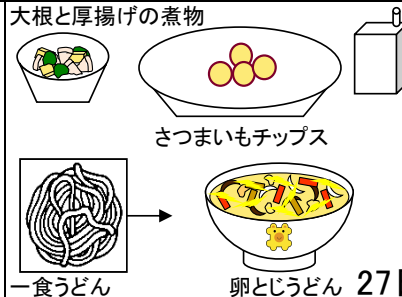 大根と厚揚げの煮物
さつまいもチップス
一食うどん
卵とじうどん
27